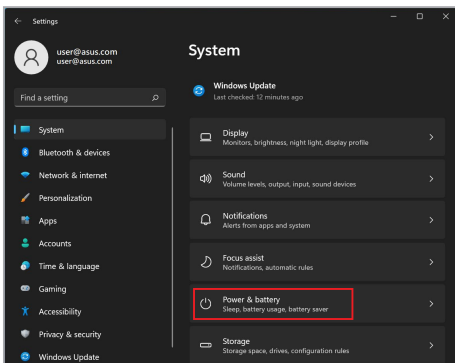 Settings
user@asus.com
user@asus.com
Find a setting
System
Bluetooth & devices
Network & internet
Personalization
Apps
Accounts
Time & language
Gaming
Accessibility
Privacy & security
Windows Update
System
Windows Update
Last checked: 12 minutes ago
Display
Monitors, brightness, night light, display profile
Sound
Volume levels, output, input, sound devices
Notifications
Alerts from apps and system
Focus assist
Notifications, automatic rules
Power & battery
Sleep, battery usage, battery saver
Storage
Storage space, drives, configuration rules